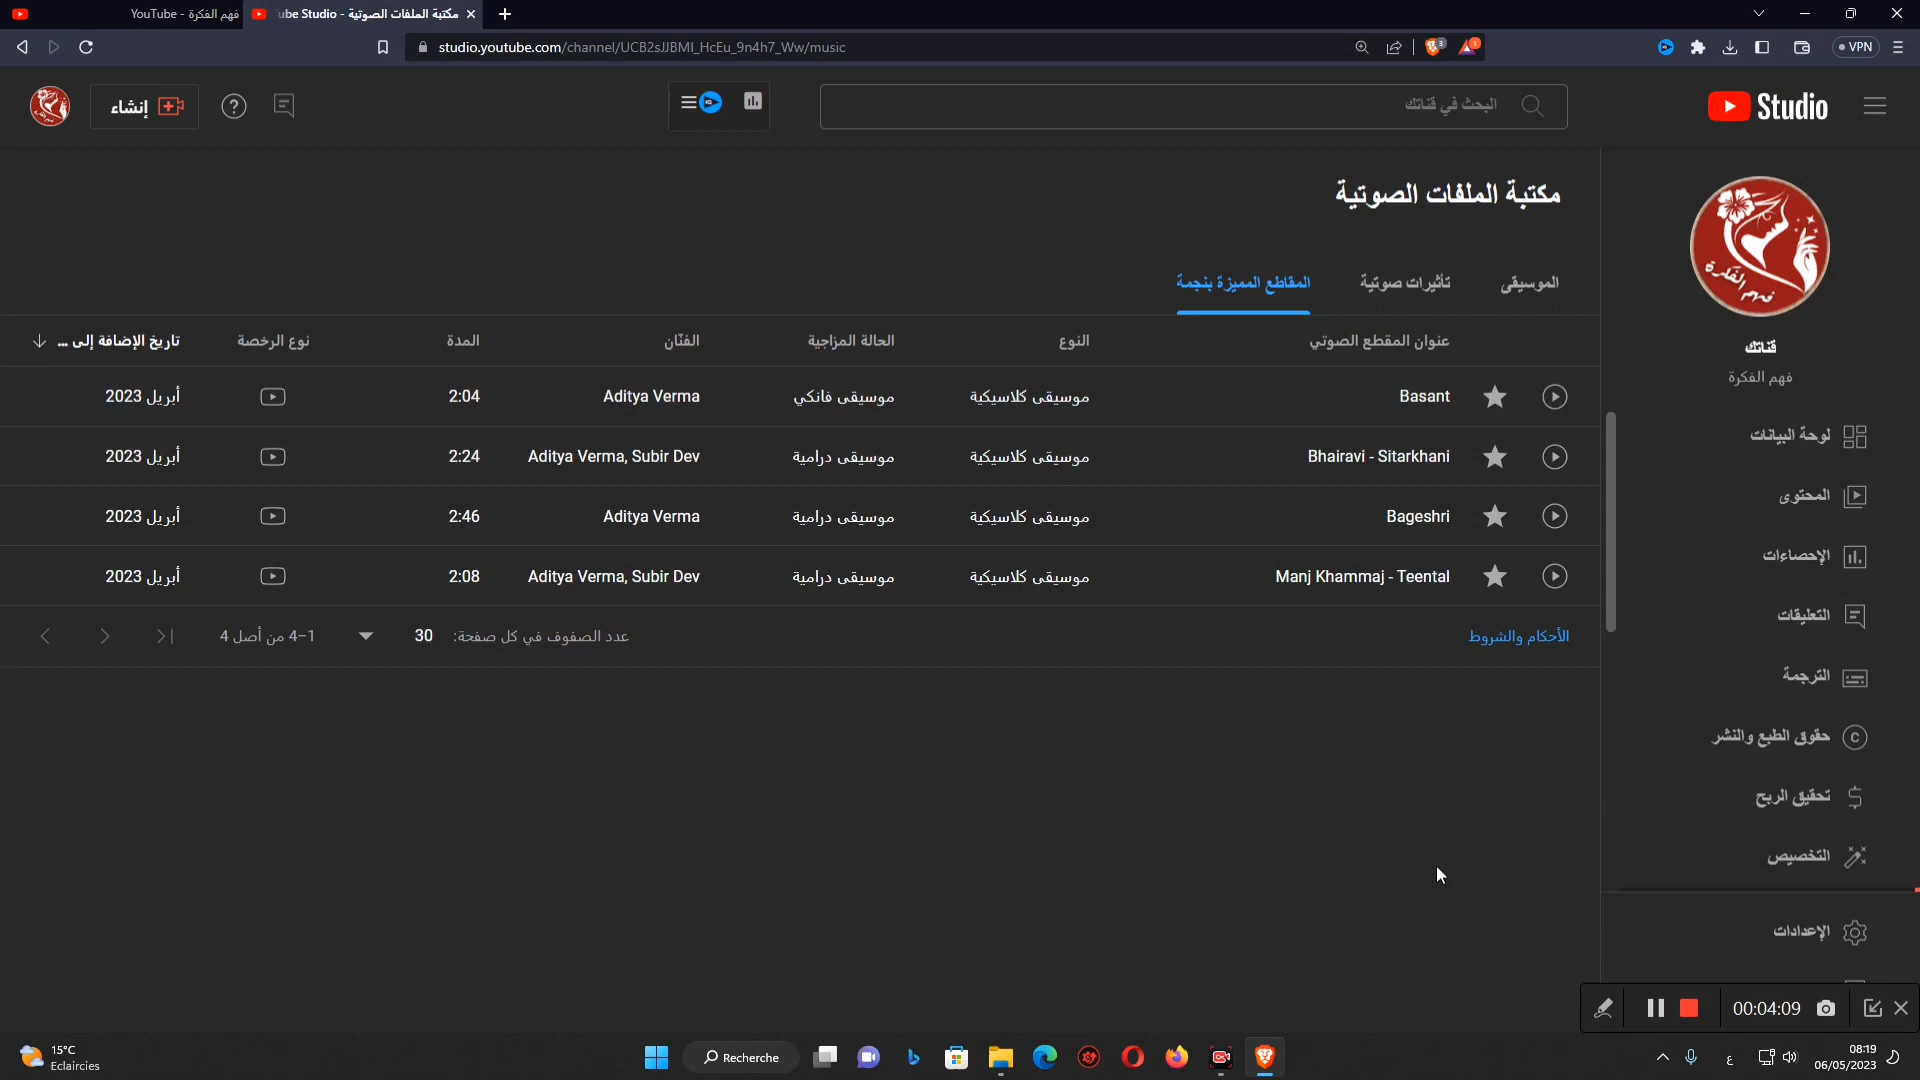 YouTube - فهم الفكرة
مكتبة الملفات الصوتية - ube Studio
studio.youtube.com/channel/UCB2sJJBMI_HcEu_9n4h7_Ww/music
VPN
Studio
البحث في قناتك
إنشاء
مكتبة الملفات الصوتية
الموسيقى
تأثيرات صوتية
المقاطع المميزة بنجمة
عنوان المقطع الصوتي النوع الحالة المزاجية الفنّان المدة نوع الرخصة تاريخ الإضافة إلى ...
Basant موسيقى كلاسيكية موسيقى فانكي Aditya Verma 2:04 أبريل 2023
Bhairavi - Sitarkhani موسيقى كلاسيكية موسيقى درامية Aditya Verma, Subir Dev 2:24 أبريل 2023
Bageshri موسيقى كلاسيكية موسيقى درامية Aditya Verma 2:46 أبريل 2023
Manj Khammaj - Teental موسيقى كلاسيكية موسيقى درامية Aditya Verma, Subir Dev 2:08 أبريل 2023
الأحكام والشروط
عدد الصفوف في كل صفحة: 30
1–4 من أصل 4
فهم الفكرة
قناتك
فهم الفكرة
لوحة البيانات
المحتوى
الإحصاءات
التعليقات
الترجمة
حقوق الطبع والنشر
تحقيق الربح
التخصيص
الإعدادات
00:04:09
15°C
Eclaircies
Recherche
ع
08:19
06/05/2023